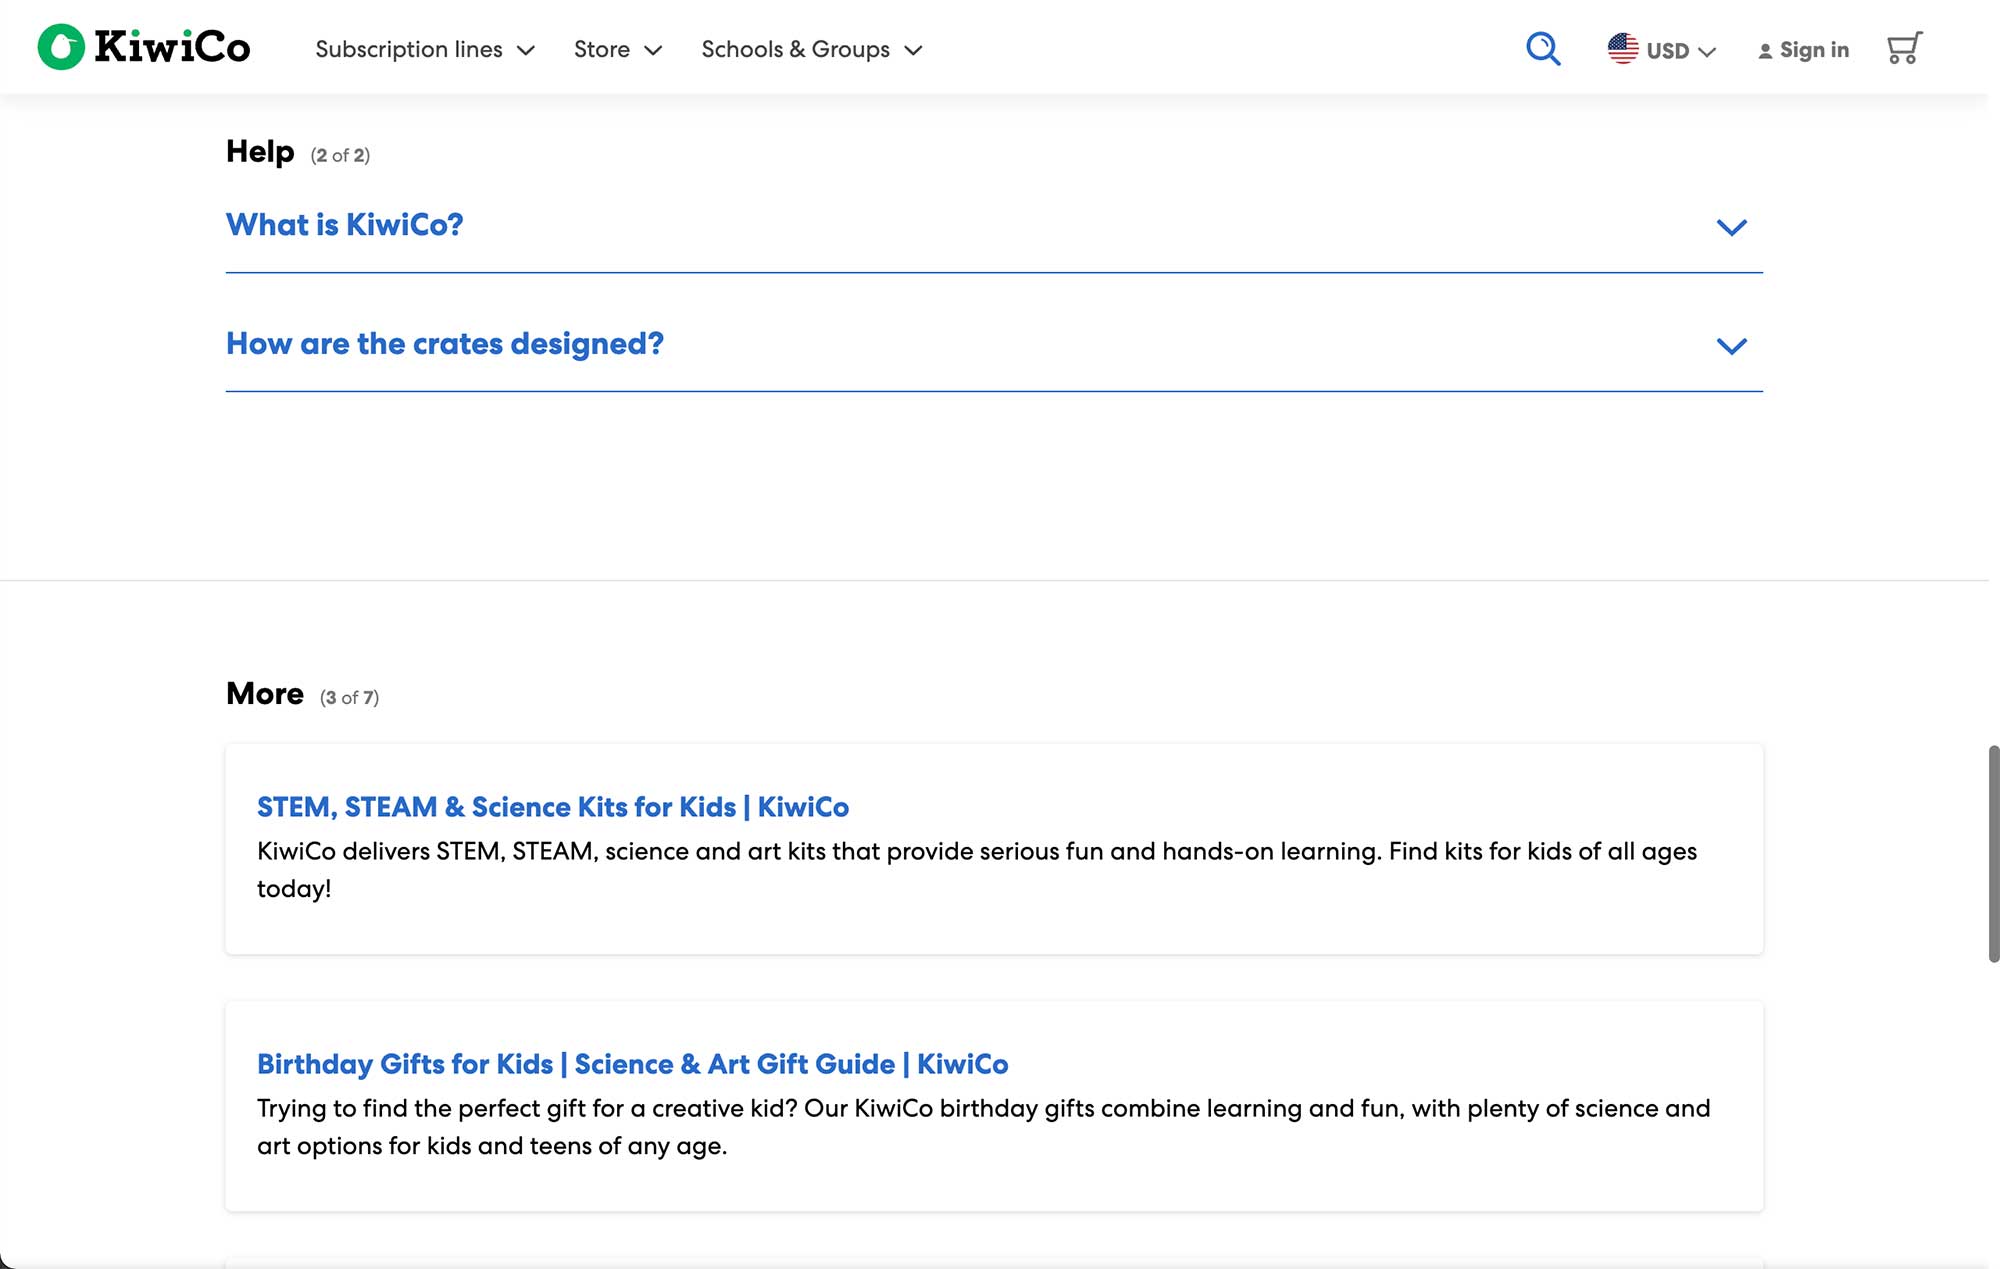 KiwiCo
Subscription lines
Store
Schools & Groups
USD
Sign in
Help (2 of 2)
What is KiwiCo?
How are the crates designed?
More (3 of 7)
STEM, STEAM & Science Kits for Kids | KiwiCo
KiwiCo delivers STEM, STEAM, science and art kits that provide serious fun and hands-on learning. Find kits for kids of all ages
today!
Birthday Gifts for Kids | Science & Art Gift Guide | KiwiCo
Trying to find the perfect gift for a creative kid? Our KiwiCo birthday gifts combine learning and fun, with plenty of science and
art options for kids and teens of any age.